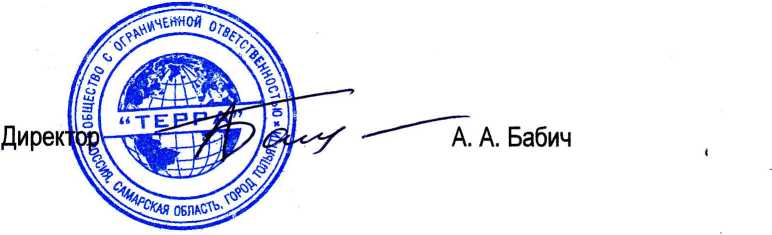 ОБЩЕСТВО С ОГРАНИЧЕННОЙ ОТВЕТСТВЕННОСТЬЮ
"ТЕРРА"
Директор А. А. Бабич
РОССИЯ, САМАРСКАЯ ОБЛАСТЬ, ГОРОД ТОЛЬЯТТИ